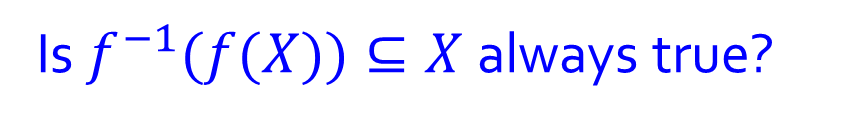 Is f⁻¹(f(X)) ⊆ X always true?